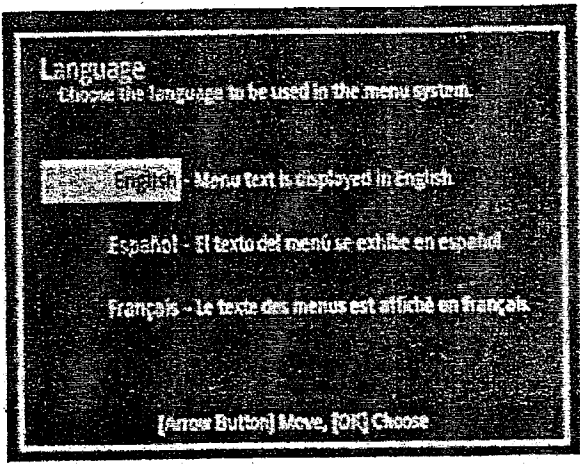 Language
Choose the language to be used in the menu system.
English - Menu text is displayed in English.
Español - El texto del menú se exhibe en español.
Français - Le texte des menus est affiché en français.
[Arrow Button] Move, [OK] Choose